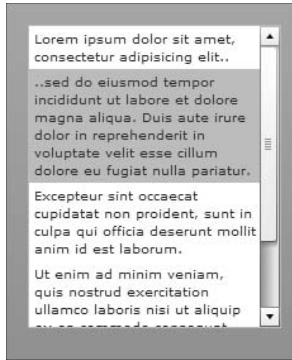 Lorem ipsum dolor sit amet,
consectetur adipisicing elit..
..sed do eiusmod tempor
incididunt ut labore et dolore
magna aliqua. Duis aute irure
dolor in reprehenderit in
voluptate velit esse cillum
dolore eu fugiat nulla pariatur.
Excepteur sint occaecat
cupidatat non proident, sunt in
culpa qui officia deserunt mollit
anim id est laborum.
Ut enim ad minim veniam,
quis nostrud exercitation
ullamco laboris nisi ut aliquip